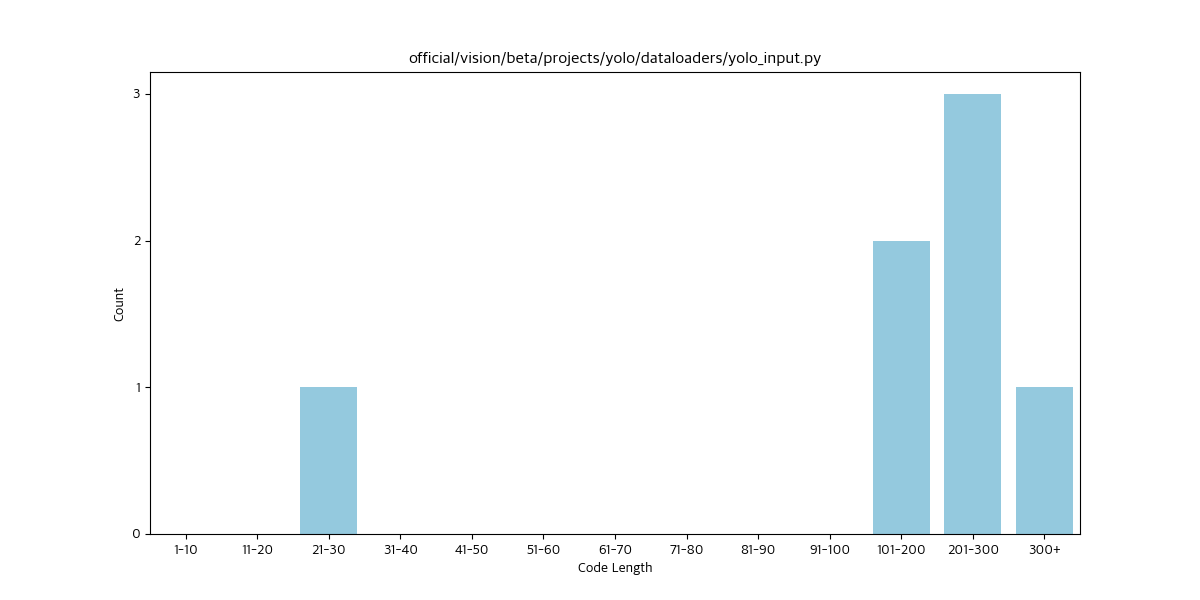 official/vision/beta/projects/yolo/dataloaders/yolo_input.py
3
2
1
0
Count
1-10 11-20 21-30 31-40 41-50 51-60 61-70 71-80 81-90 91-100 101-200 201-300 300+
Code Length